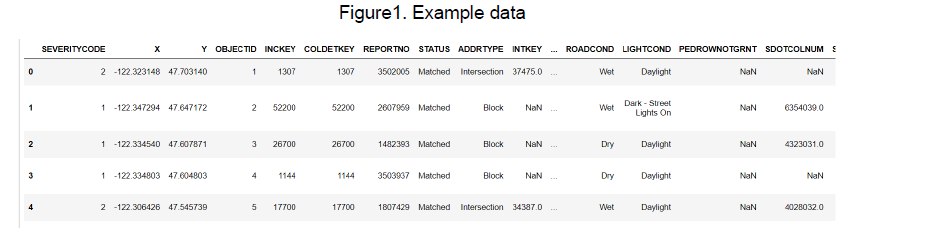 Figure1. Example data
SEVERITYCODE X Y OBJECTID INCKEY COLDETKEY REPORTNO STATUS ADDRTYPE INTKEY ... ROADCOND LIGHTCOND PEDROWNOTGRNT SDOTCOLNUM S
0 2 -122.323148 47.703140 1 1307 1307 3502005 Matched Intersection 37475.0 ... Wet Daylight NaN NaN
1 1 -122.347294 47.647172 2 52200 52200 2607959 Matched Block NaN ... Wet Dark - Street Lights On NaN 6354039.0
2 1 -122.334540 47.607871 3 26700 26700 1482393 Matched Block NaN ... Dry Daylight NaN 4323031.0
3 1 -122.334803 47.604803 4 1144 1144 3503937 Matched Block NaN ... Dry Daylight NaN NaN
4 2 -122.306426 47.545739 5 17700 17700 1807429 Matched Intersection 34387.0 ... Wet Daylight NaN 4028032.0